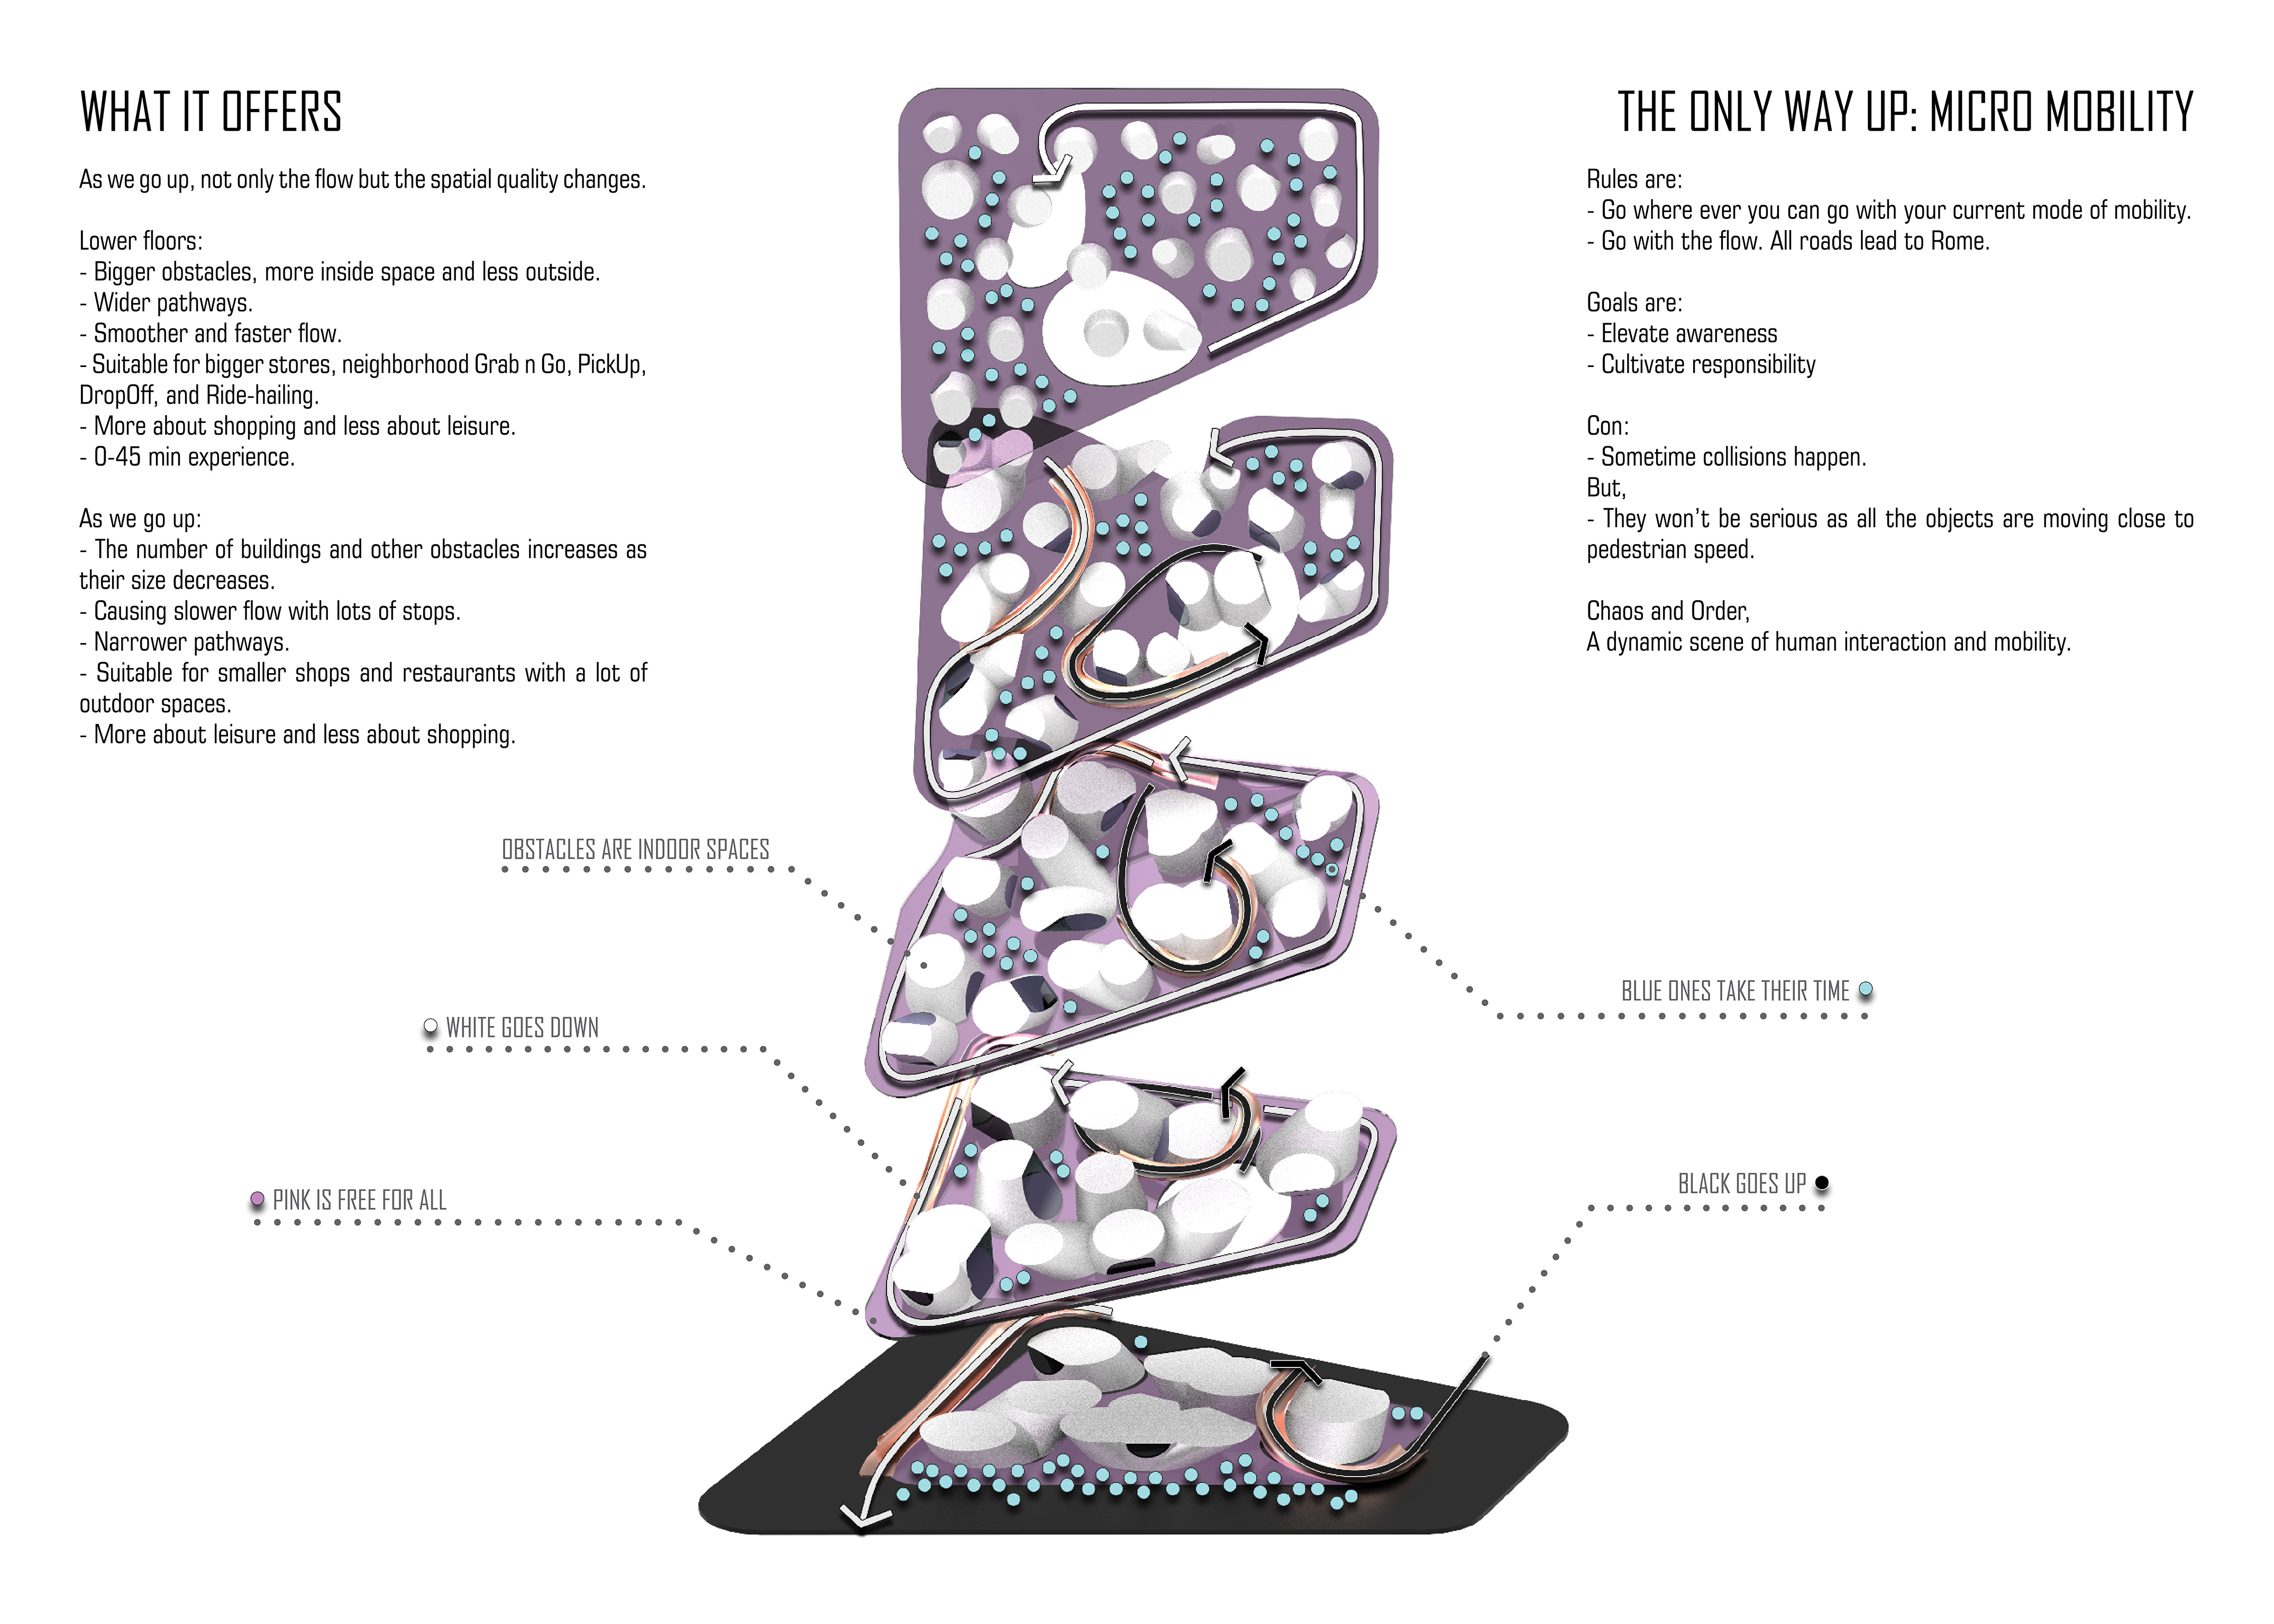 WHAT IT OFFERS
As we go up, not only the flow but the spatial quality changes.
Lower floors:
- Bigger obstacles, more inside space and less outside.
- Wider pathways.
- Smoother and faster flow.
- Suitable for bigger stores, neighborhood Grab n Go, PickUp,
DropOff, and Ride-hailing.
- More about shopping and less about leisure.
- 0-45 min experience.
As we go up:
- The number of buildings and other obstacles increases as
their size decreases.
- Causing slower flow with lots of stops.
- Narrower pathways.
- Suitable for smaller shops and restaurants with a lot of
outdoor spaces.
- More about leisure and less about shopping.
THE ONLY WAY UP: MICRO MOBILITY
Rules are:
- Go where ever you can go with your current mode of mobility.
- Go with the flow. All roads lead to Rome.
Goals are:
- Elevate awareness
- Cultivate responsibility
Con:
- Sometime collisions happen.
But,
- They won't be serious as all the objects are moving close to
pedestrian speed.
Chaos and Order,
A dynamic scene of human interaction and mobility.
OBSTACLES ARE INDOOR SPACES
WHITE GOES DOWN
PINK IS FREE FOR ALL
BLUE ONES TAKE THEIR TIME
BLACK GOES UP